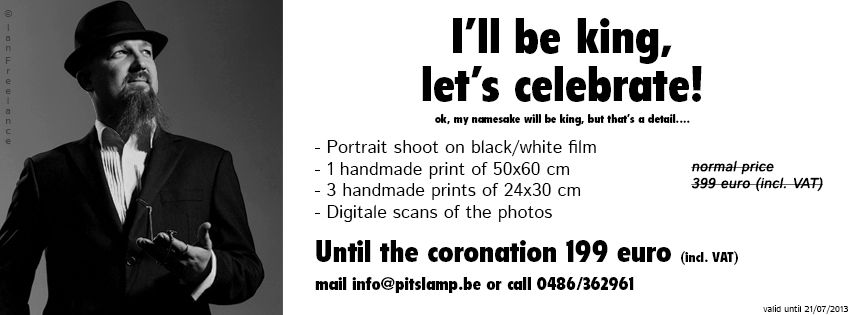 © Ian Freelance
I'll be king,
let's celebrate!
ok, my namesake will be king, but that's a detail....
- Portrait shoot on black/white film
- 1 handmade print of 50x60 cm
- 3 handmade prints of 24x30 cm
- Digitale scans of the photos
normal price
399 euro (incl. VAT)
Until the coronation 199 euro (incl. VAT)
mail info@pitslamp.be or call 0486/362961
valid until 21/07/2013